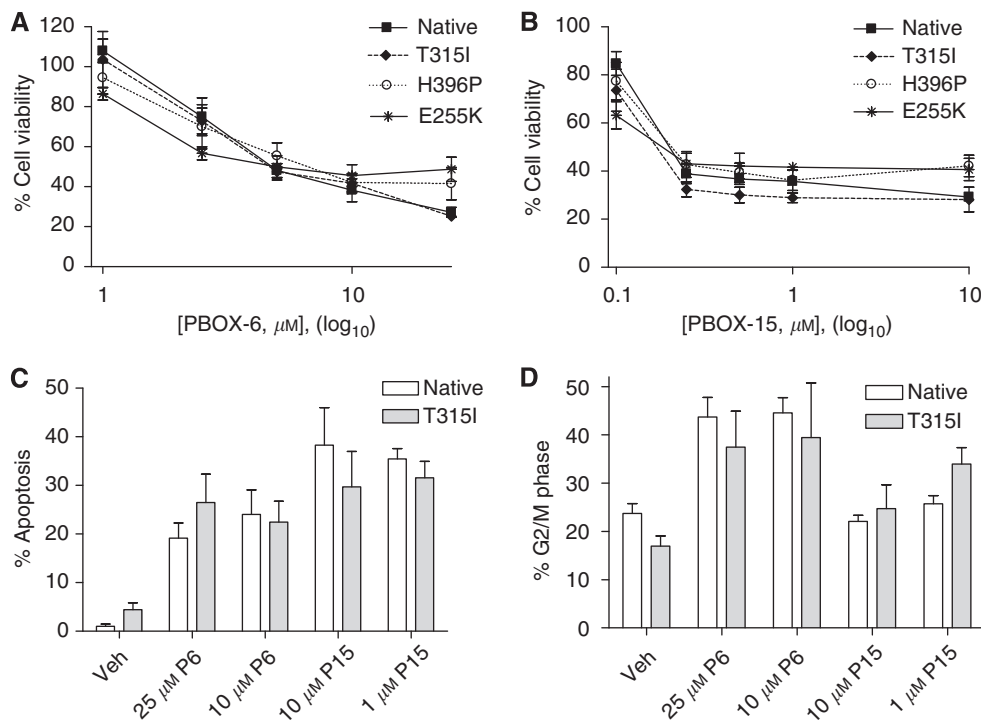 A
120
100
80
60
40
20
0
% Cell viability
1
10
[PBOX-6, μM], (log10)
Native
T315I
H396P
E255K
B
100
80
60
40
20
0
% Cell viability
0.1
1
10
[PBOX-15, μM], (log10)
Native
T315I
H396P
E255K
C
50
40
30
20
10
0
% Apoptosis
Native
T315I
Veh
25 μM P6
10 μM P6
10 μM P15
1 μM P15
D
50
40
30
20
10
0
% G2/M phase
Native
T315I
Veh
25 μM P6
10 μM P6
10 μM P15
1 μM P15